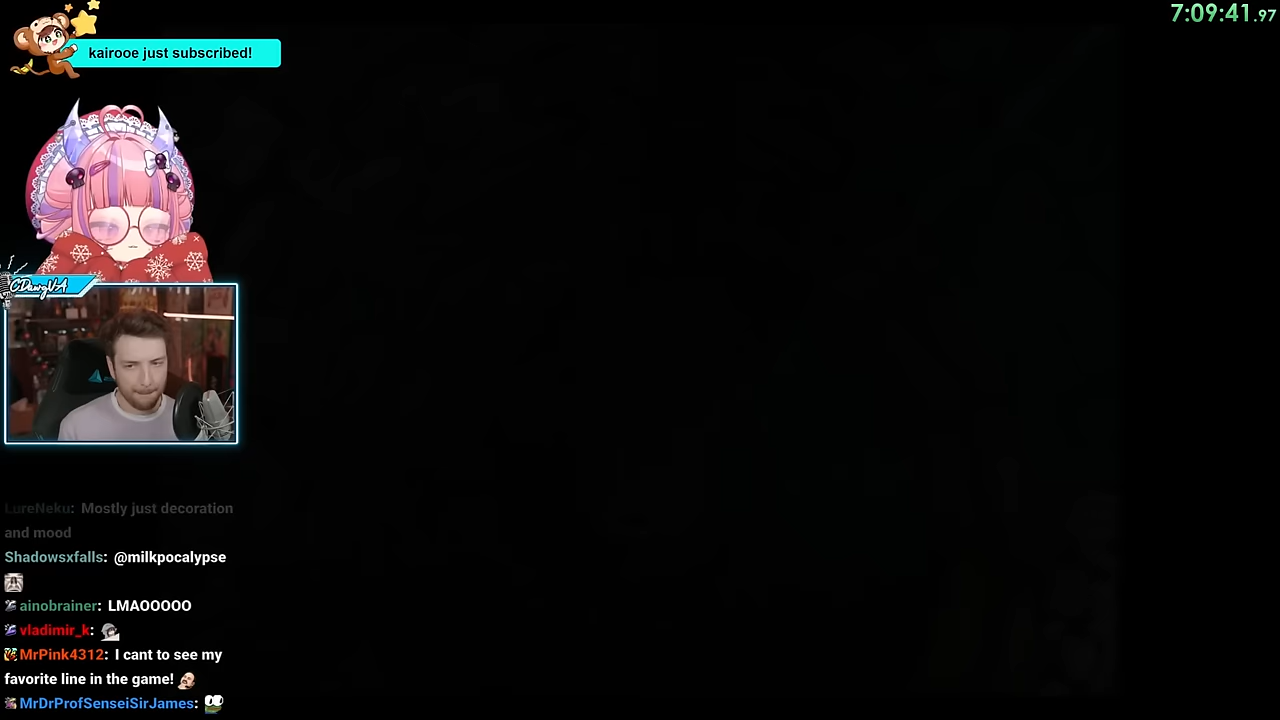 7:09:41.97
kairooe just subscribed!
CDawgVA
LureNeku: Mostly just decoration
and mood
Shadowsxfalls: @milkpocalypse
ainobrainer: LMAOOOOO
vladimir_k:
MrPink4312: I cant to see my
favorite line in the game!
MrDrProfSenseiSirJames: